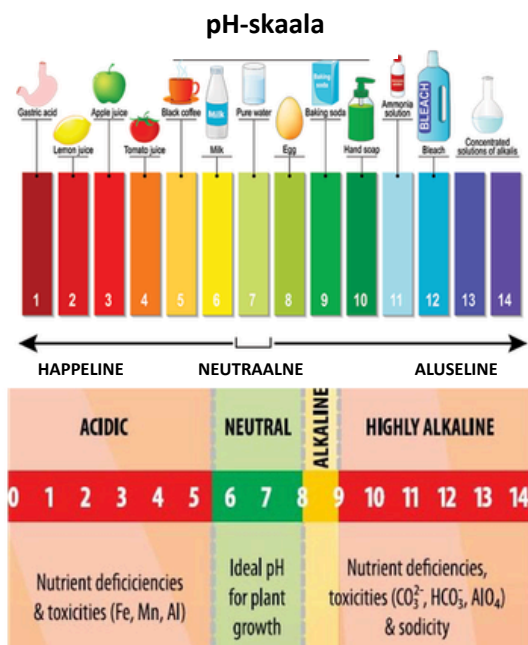 pH-skaala
Gastric acid
Lemon juice
Apple juice
Tomato juice
Black coffee
Milk
Milk
Pure water
Egg
Baking
soda
Baking soda
Hand soap
Ammonia
solution
BLEACH
Bleach
Concentrated
solutions of alkalis
1 2 3 4 5 6 7 8 9 10 11 12 13 14
HAPPELINE NEUTRAALNE ALUSELINE
ACIDIC NEUTRAL ALKALINE HIGHLY ALKALINE
0 1 2 3 4 5 6 7 8 9 10 11 12 13 14
Nutrient deficiciencies
& toxicities (Fe, Mn, Al)
Ideal pH
for plant
growth
Nutrient deficiencies,
toxicities (CO₃²⁻, HCO₃⁻, AlO₄⁻)
& sodicity